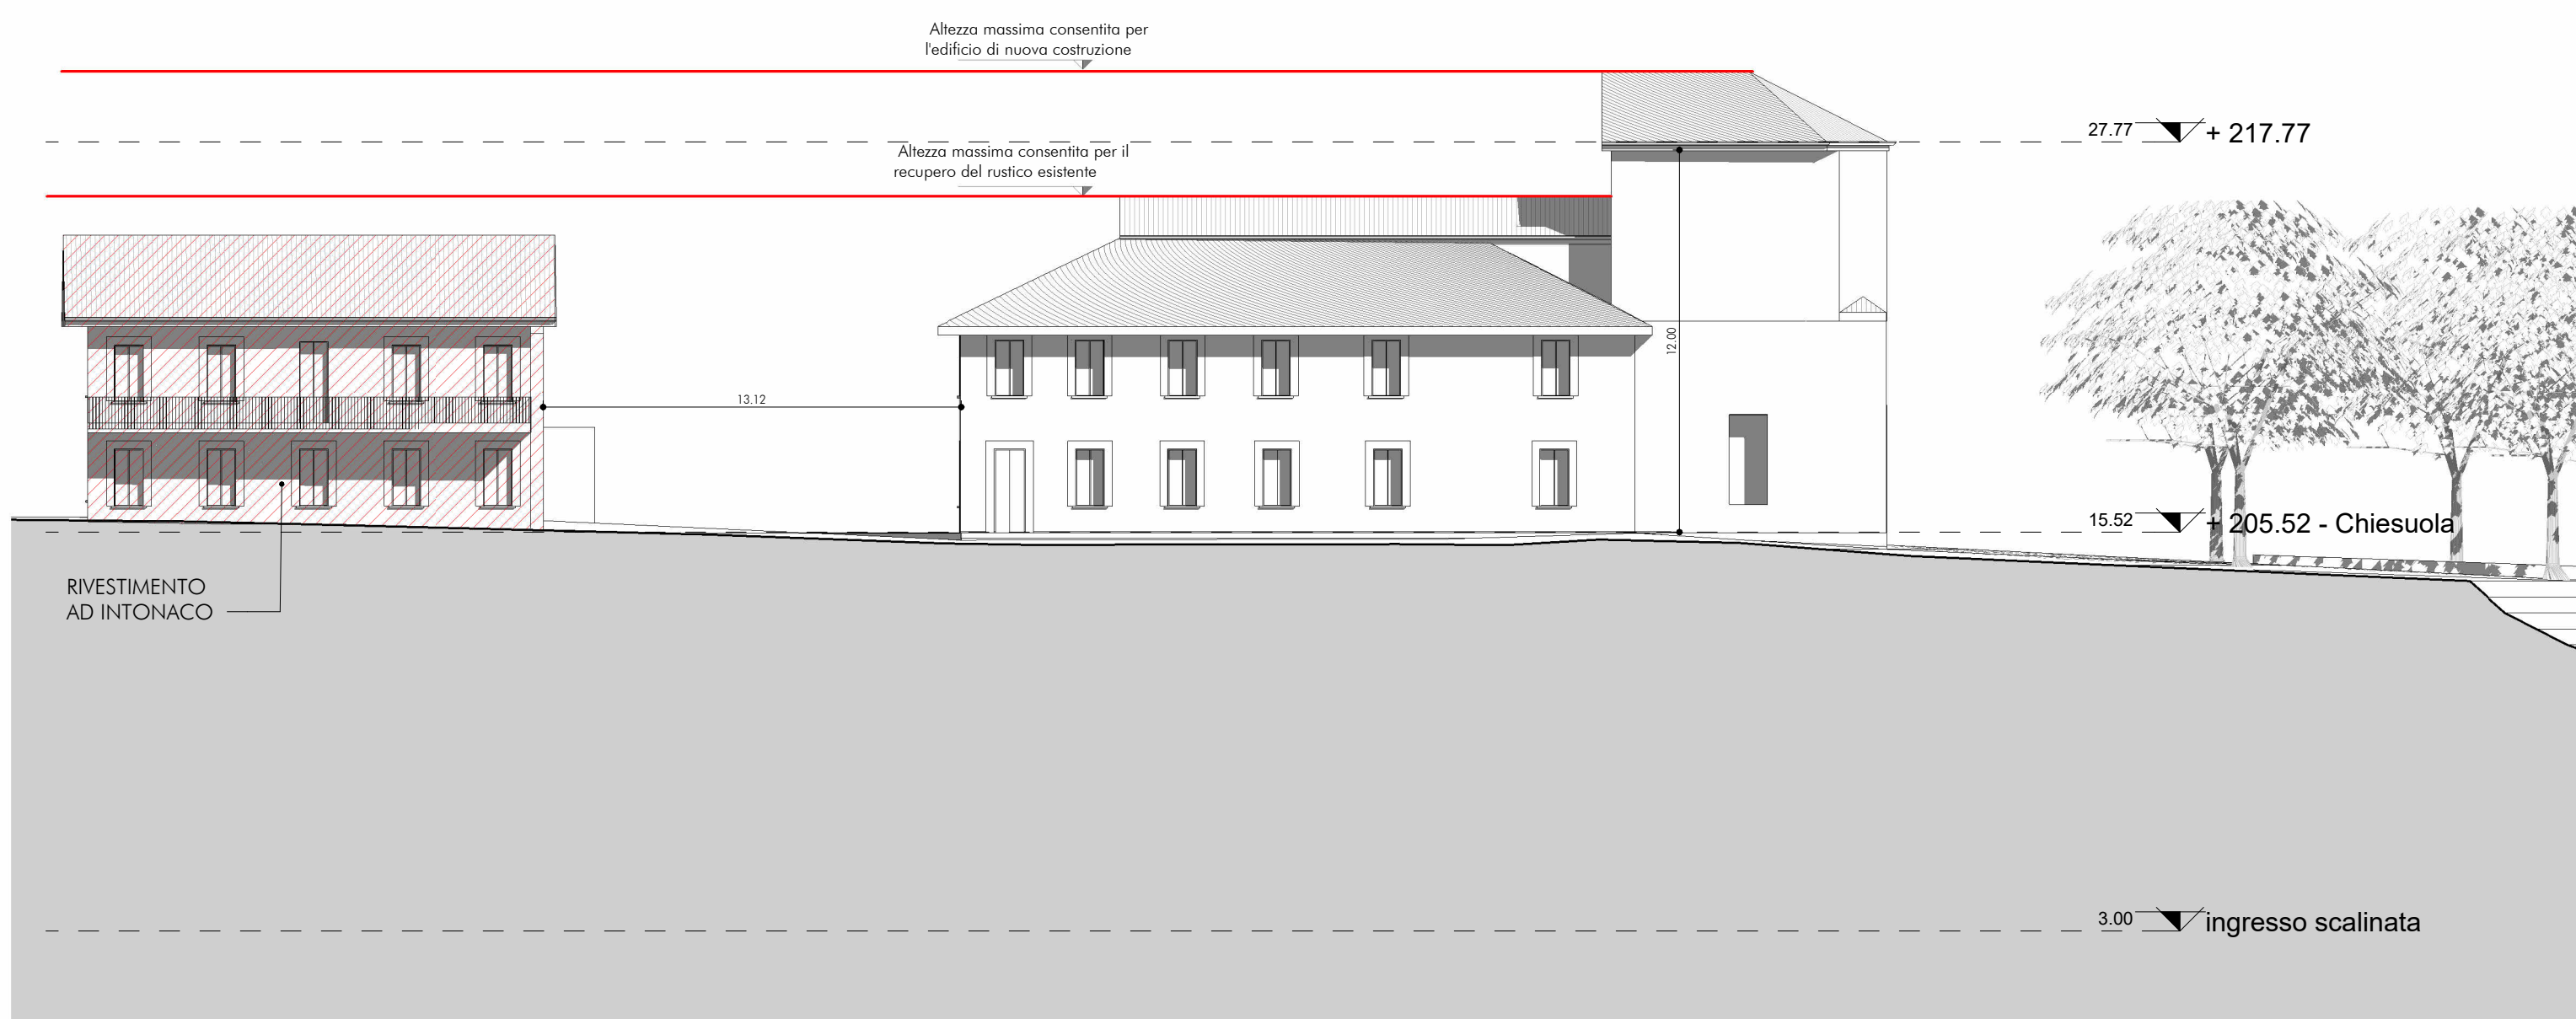 Altezza massima consentita per
l'edificio di nuova costruzione
27.77 + 217.77
Altezza massima consentita per il
recupero del rustico esistente
12.00
13.12
15.52 + 205.52 - Chiesuola
RIVESTIMENTO
AD INTONACO
3.00 ingresso scalinata